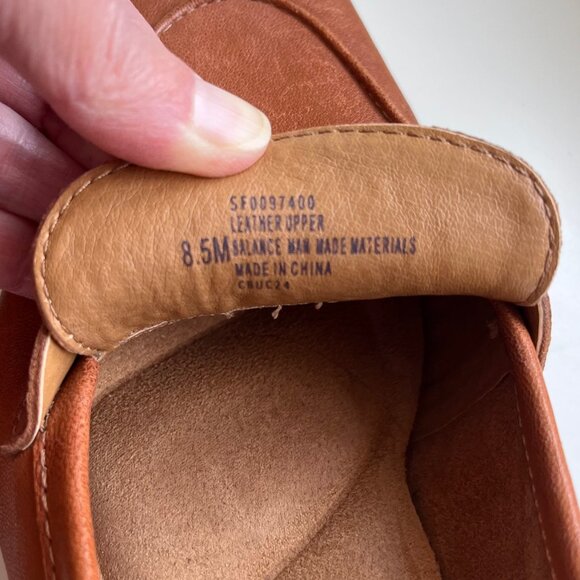 SF0097400
LEATHER UPPER
8.5M BALANCE MAN MADE MATERIALS
MADE IN CHINA
CBUC24